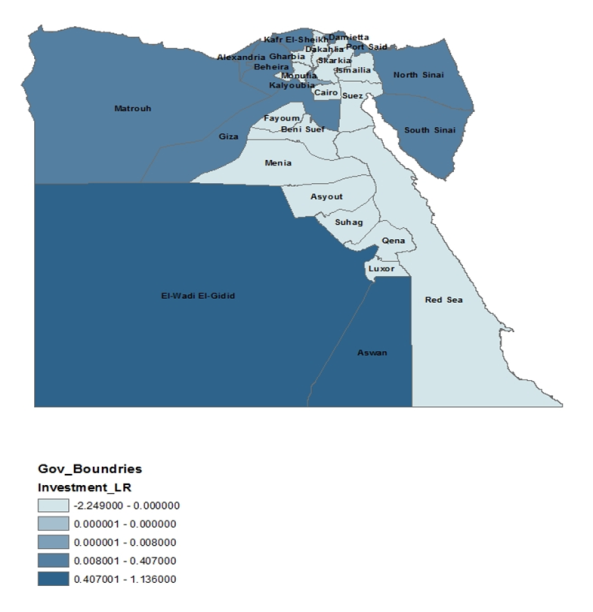 Kafr El-Sheikh
Damietta
Dakahlia
Port Said
Alexandria
Gharbia
Skarkia
Beheira
Ismailia
Monufia
North Sinai
Kalyoubia
Cairo
Suez
Matrouh
Fayoum
South Sinai
Giza
Beni Suef
Menia
Asyout
Suhag
Qena
Luxor
El-Wadi El-Gidid
Red Sea
Aswan
Gov_Boundries
Investment_LR
-2.249000 - 0.000000
0.000001 - 0.000000
0.000001 - 0.008000
0.008001 - 0.407000
0.407001 - 1.136000